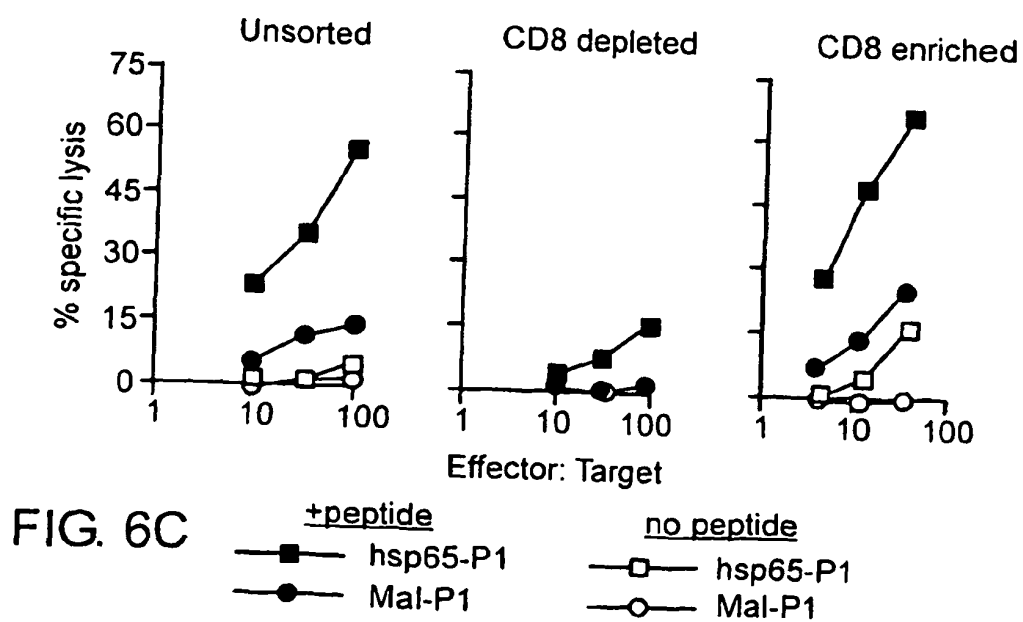 Unsorted
CD8 depleted
CD8 enriched
% specific lysis
75
60
45
30
15
0
1 10 100
1 10 100
1 10 100
Effector: Target
FIG. 6C
+peptide
hsp65-P1
Mal-P1
no peptide
hsp65-P1
Mal-P1